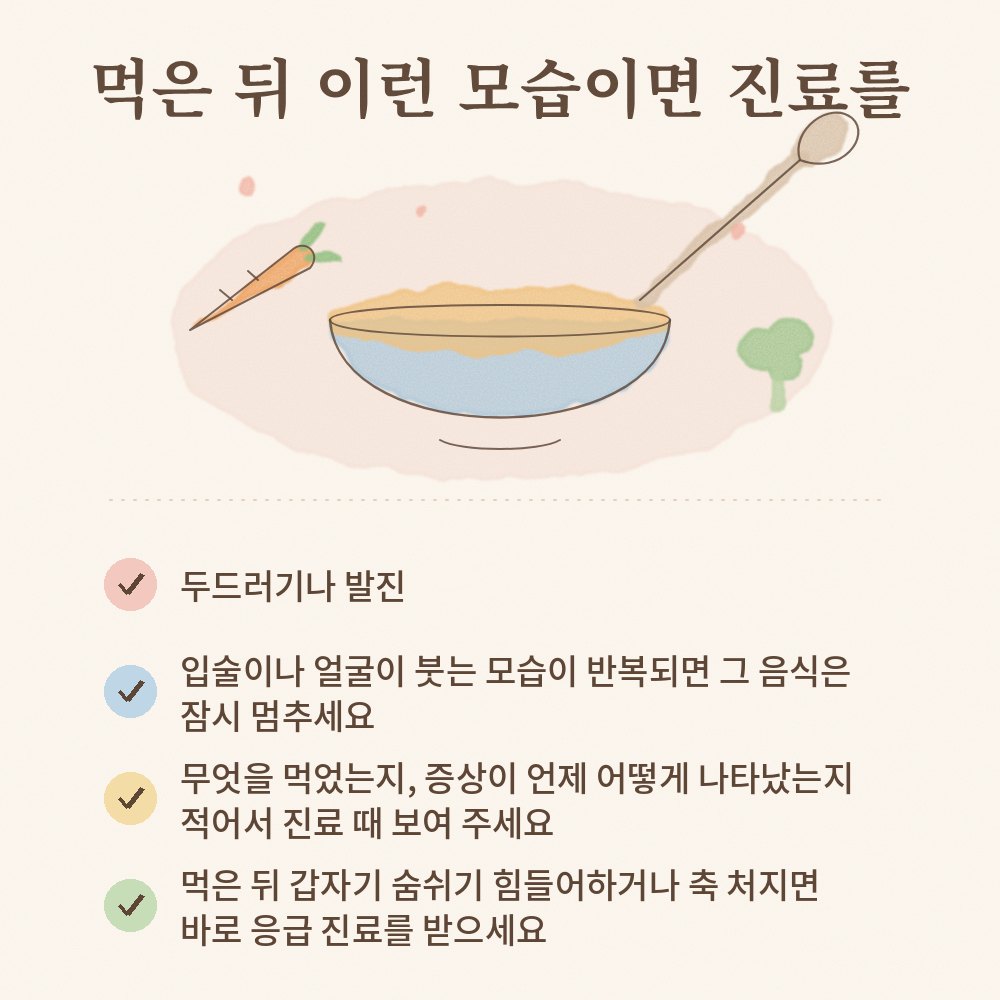 먹은 뒤 이런 모습이면 진료를
두드러기나 발진
입술이나 얼굴이 붓는 모습이 반복되면 그 음식은
잠시 멈추세요
무엇을 먹었는지, 증상이 언제 어떻게 나타났는지
적어서 진료 때 보여 주세요
먹은 뒤 갑자기 숨쉬기 힘들어하거나 축 처지면
바로 응급 진료를 받으세요